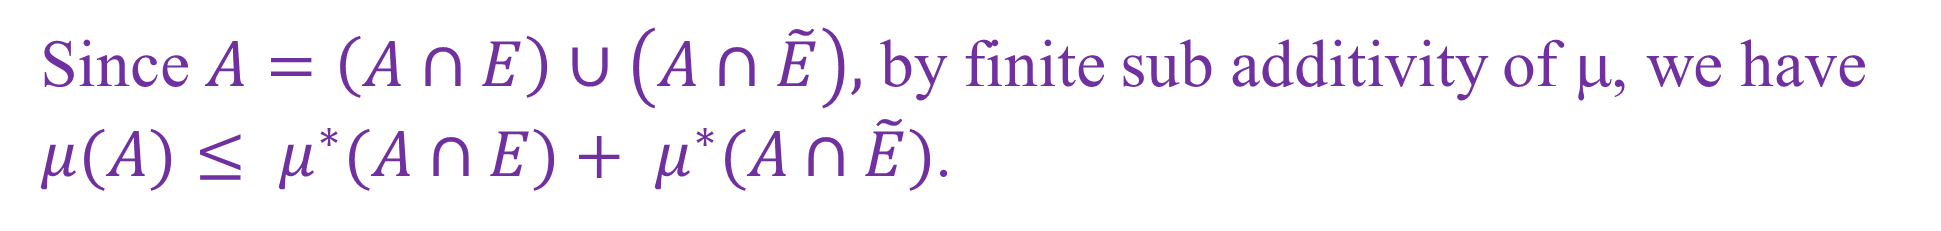 Since 𝐴 = (𝐴 ∩ 𝐸) ∪ (𝐴 ∩ 𝐸̃), by finite sub additivity of μ, we have
𝜇(𝐴) ≤ 𝜇*(𝐴 ∩ 𝐸) + 𝜇*(𝐴 ∩ 𝐸̃).